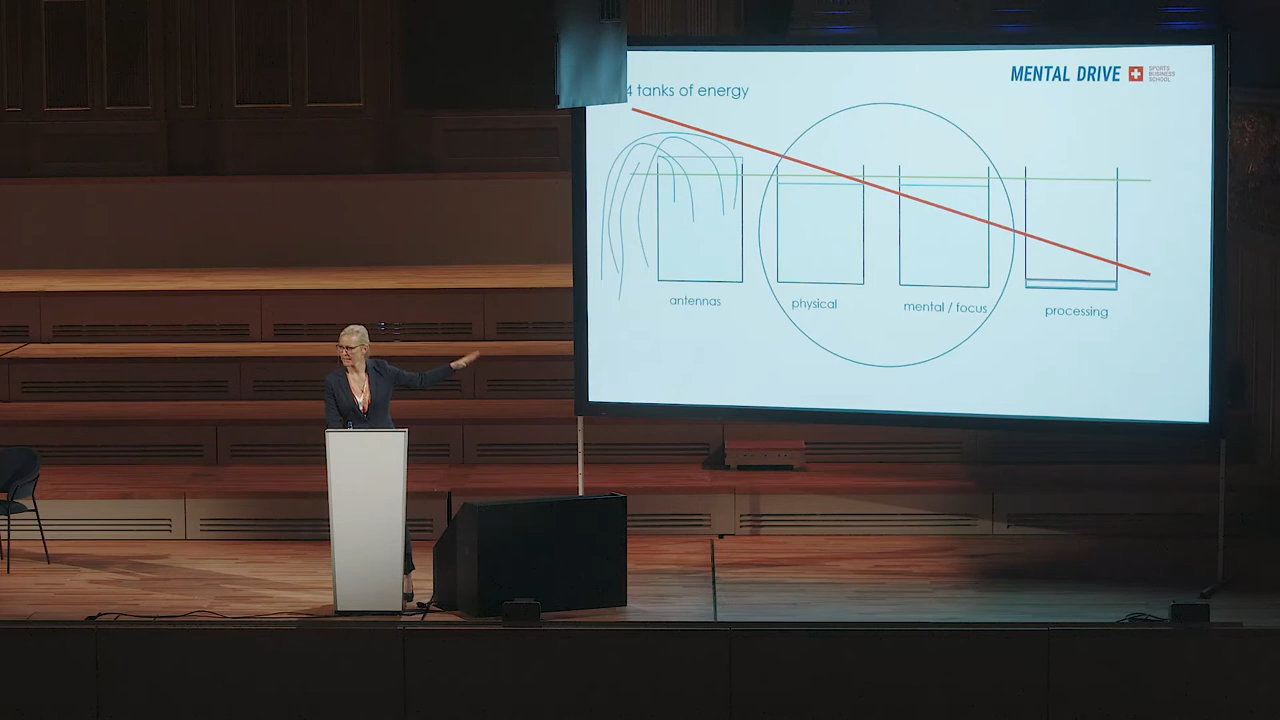 MENTAL DRIVE
SPORTS
BUSINESS
SCHOOL
4 tanks of energy
antennas
physical
mental / focus
processing